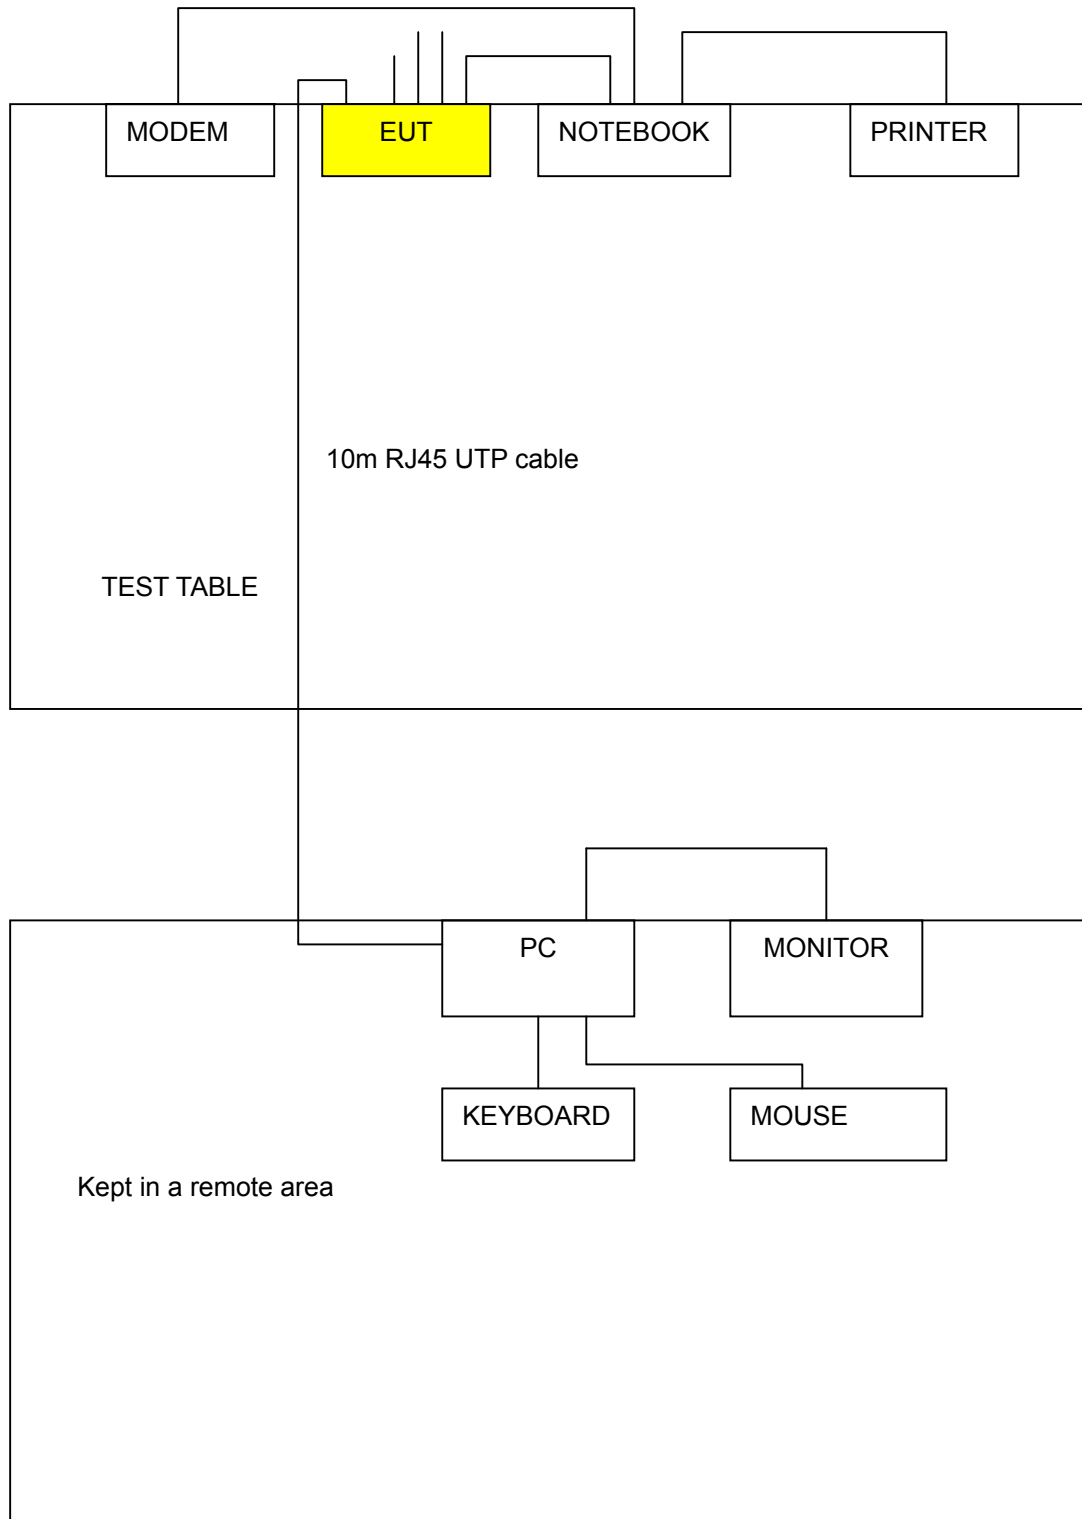 MODEM
EUT
NOTEBOOK
PRINTER
10m RJ45 UTP cable
TEST TABLE
PC
MONITOR
KEYBOARD
MOUSE
Kept in a remote area